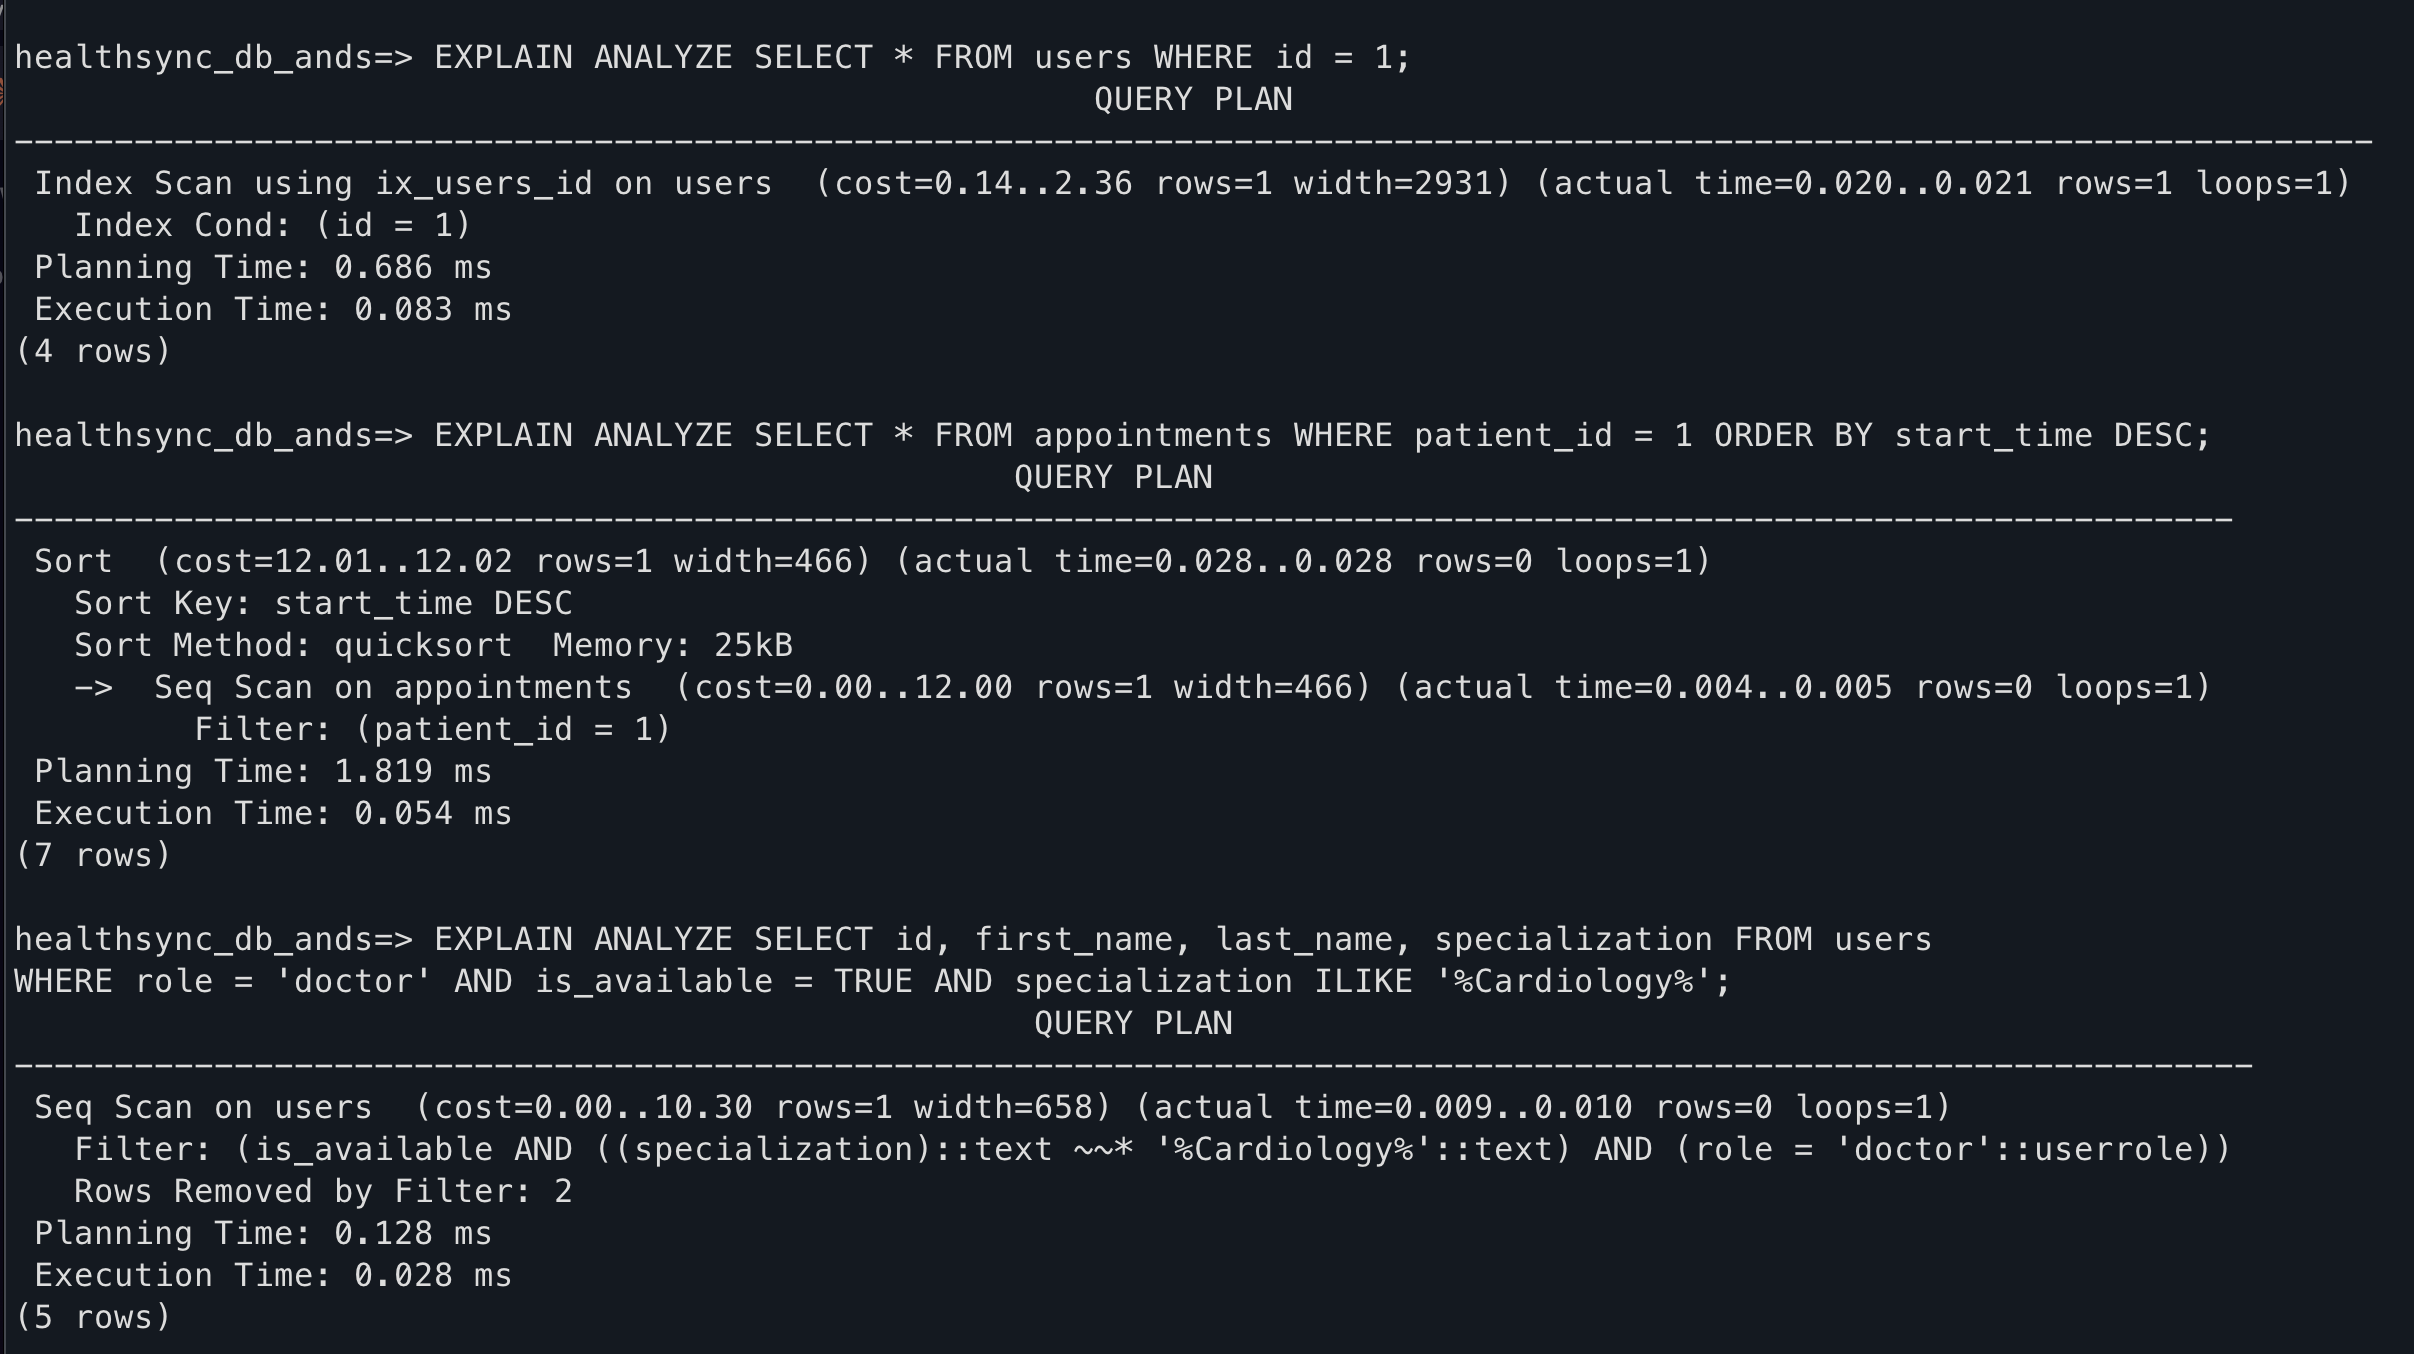 healthsync_db_ands=> EXPLAIN ANALYZE SELECT * FROM users WHERE id = 1;
QUERY PLAN
----------------------------------------------------------------------------------------------------------------------
Index Scan using ix_users_id on users  (cost=0.14..2.36 rows=1 width=2931) (actual time=0.020..0.021 rows=1 loops=1)
Index Cond: (id = 1)
Planning Time: 0.686 ms
Execution Time: 0.083 ms
(4 rows)
healthsync_db_ands=> EXPLAIN ANALYZE SELECT * FROM appointments WHERE patient_id = 1 ORDER BY start_time DESC;
QUERY PLAN
---------------------------------------------------------------------------------------------------------------
Sort  (cost=12.01..12.02 rows=1 width=466) (actual time=0.028..0.028 rows=0 loops=1)
Sort Key: start_time DESC
Sort Method: quicksort  Memory: 25kB
->  Seq Scan on appointments  (cost=0.00..12.00 rows=1 width=466) (actual time=0.004..0.005 rows=0 loops=1)
Filter: (patient_id = 1)
Planning Time: 1.819 ms
Execution Time: 0.054 ms
(7 rows)
healthsync_db_ands=> EXPLAIN ANALYZE SELECT id, first_name, last_name, specialization FROM users
WHERE role = 'doctor' AND is_available = TRUE AND specialization ILIKE '%Cardiology%';
QUERY PLAN
----------------------------------------------------------------------------------------------------------------
Seq Scan on users  (cost=0.00..10.30 rows=1 width=658) (actual time=0.009..0.010 rows=0 loops=1)
Filter: (is_available AND ((specialization)::text ~~* '%Cardiology%'::text) AND (role = 'doctor'::userrole))
Rows Removed by Filter: 2
Planning Time: 0.128 ms
Execution Time: 0.028 ms
(5 rows)